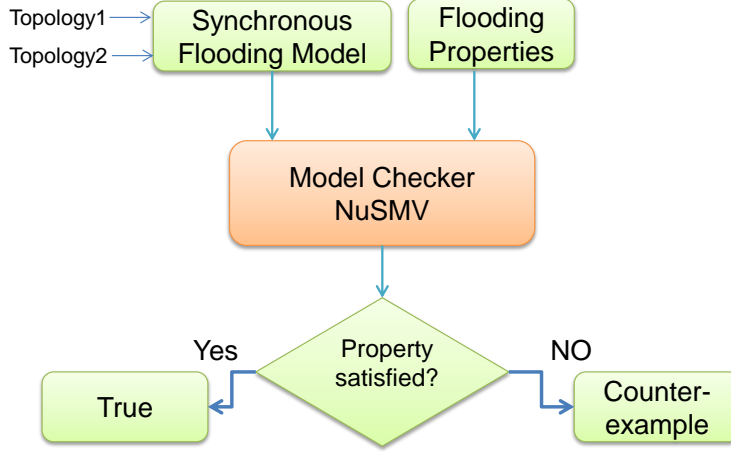 Topology1
Topology2
Synchronous
Flooding Model
Flooding
Properties
Model Checker
NuSMV
Property
satisfied?
Yes
NO
True
Counter-
example